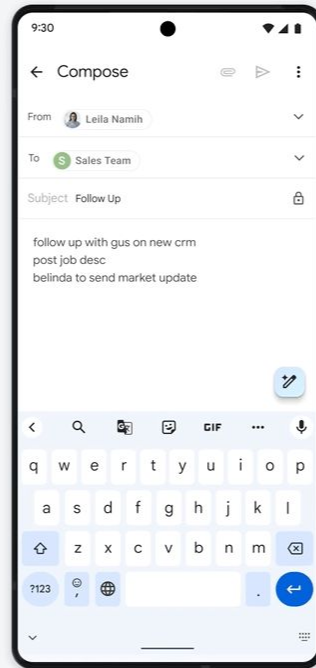 9:30
Compose
From Leila Namih
To S Sales Team
Subject Follow Up
follow up with gus on new crm
post job desc
belinda to send market update
GIF
q w e r t y u i o p
a s d f g h j k l
z x c v b n m
?123 , .